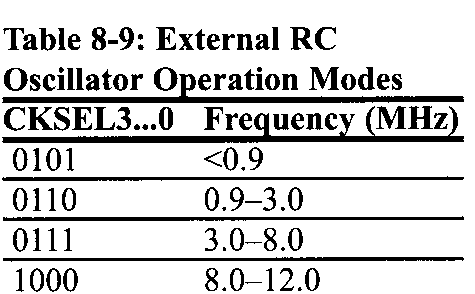 Table 8-9: External RC
Oscillator Operation Modes
CKSEL3...0 Frequency (MHz)
0101 <0.9
0110 0.9–3.0
0111 3.0–8.0
1000 8.0–12.0